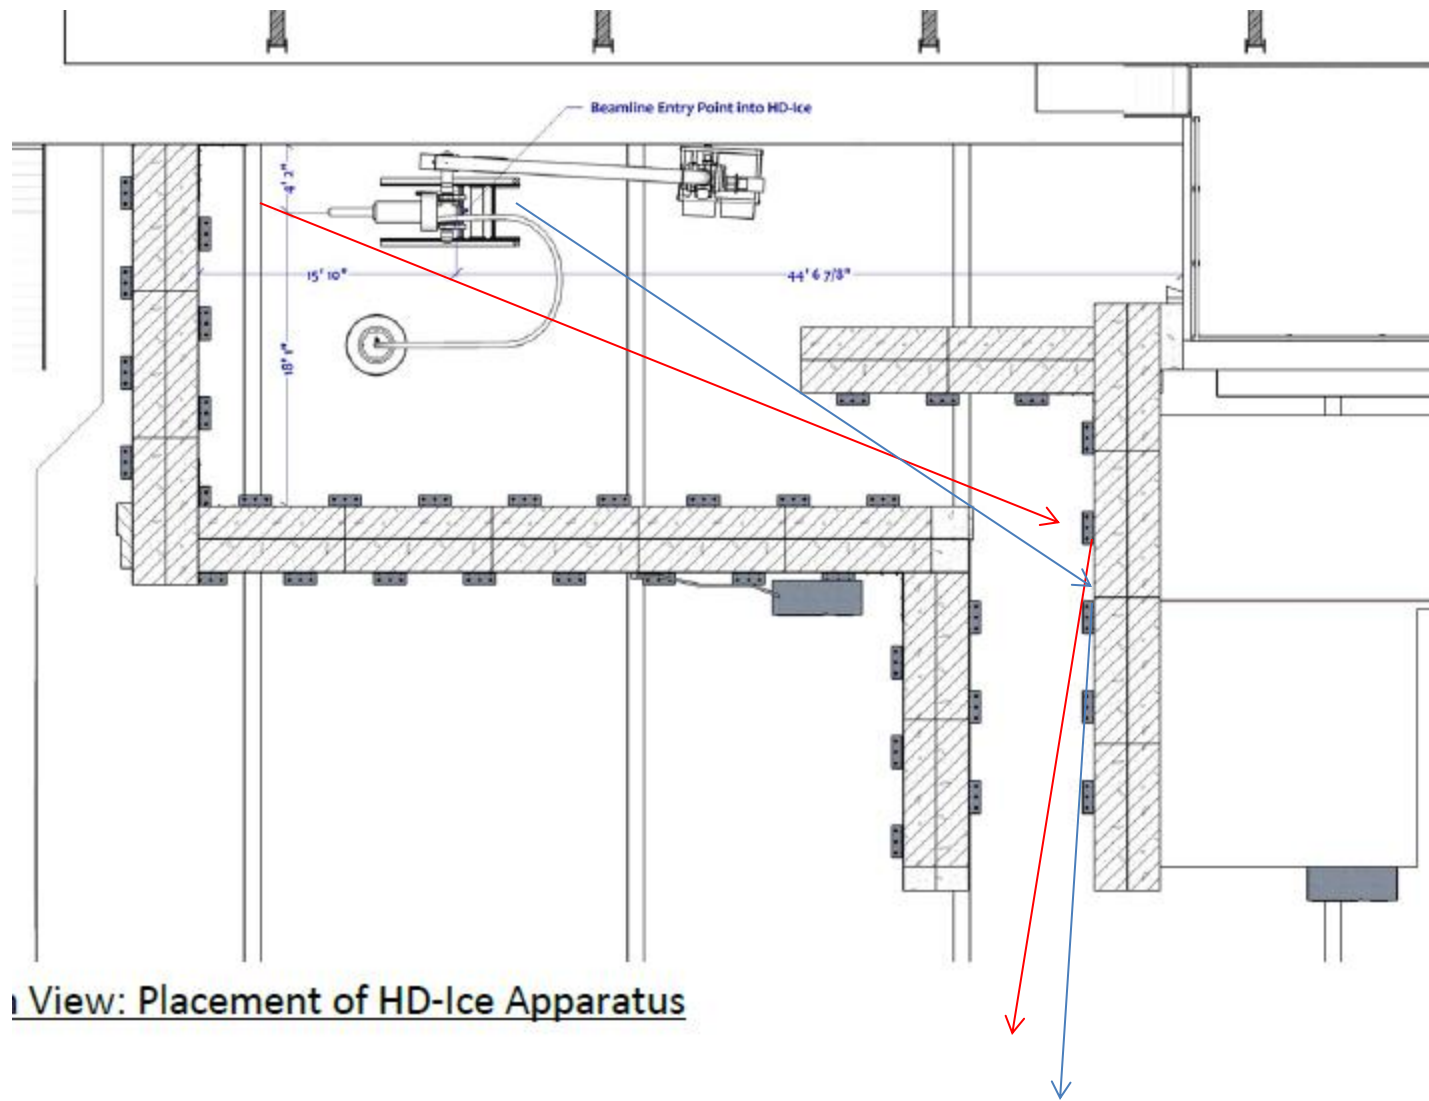 Beamline Entry Point into HD-Ice
4' 2"
15' 10"
44' 6 7/8"
18' 1"
View: Placement of HD-Ice Apparatus